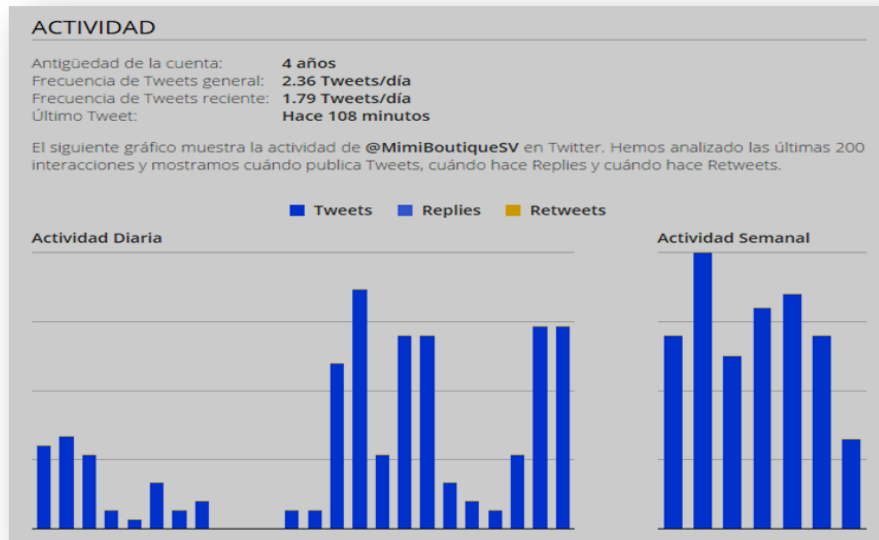 ACTIVIDAD
Antigüedad de la cuenta: 4 años
Frecuencia de Tweets general: 2.36 Tweets/día
Frecuencia de Tweets reciente: 1.79 Tweets/día
Último Tweet: Hace 108 minutos
El siguiente gráfico muestra la actividad de @MimiBoutiqueSV en Twitter. Hemos analizado las últimas 200
interacciones y mostramos cuándo publica Tweets, cuándo hace Replies y cuándo hace Retweets.
Tweets Replies Retweets
Actividad Diaria
Actividad Semanal